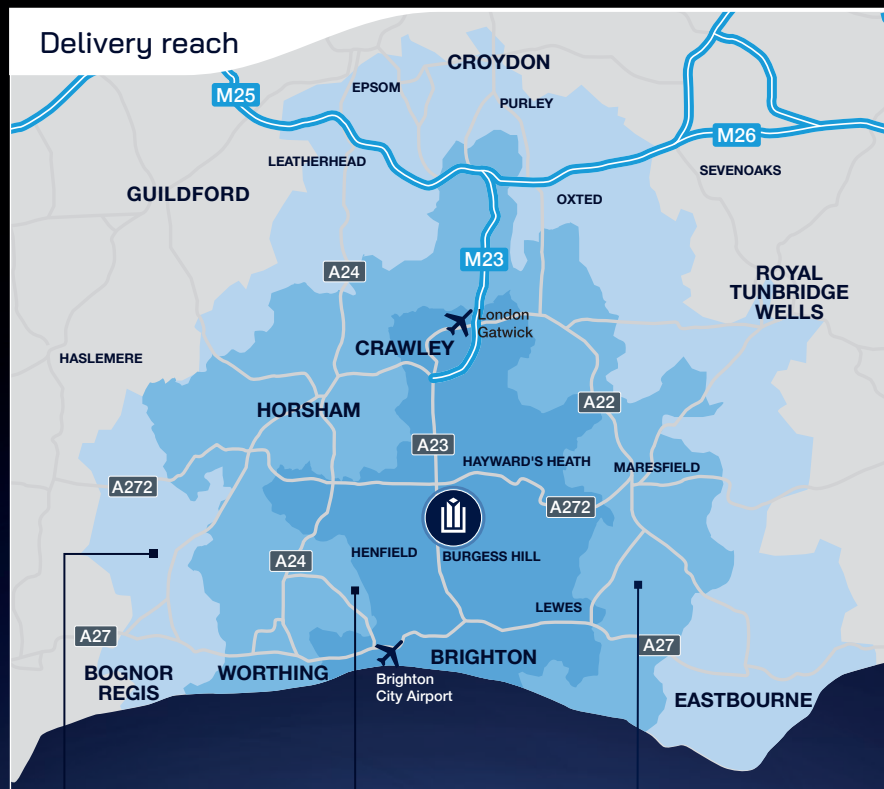 Delivery reach
CROYDON
EPSOM
M25
PURLEY
M26
LEATHERHEAD
SEVENOAKS
GUILDFORD
OXTED
M23
A24
ROYAL
TUNBRIDGE
WELLS
London
Gatwick
CRAWLEY
HASLEMERE
A22
HORSHAM
A23
HAYWARD'S HEATH
MARESFIELD
A272
A272
HENFIELD
BURGESS HILL
A24
LEWES
A27
A27
BRIGHTON
BOGNOR
REGIS
WORTHING
Brighton
City Airport
EASTBOURNE